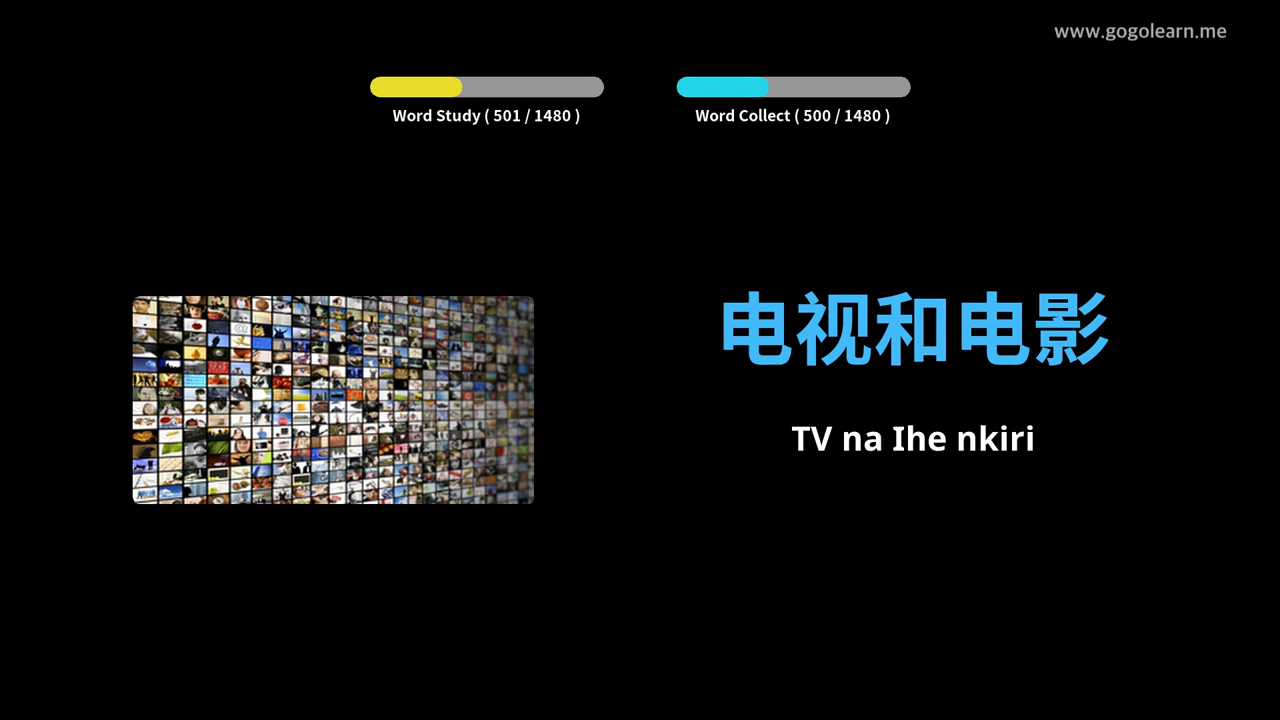 www.gogolearn.me
Word Study ( 501 / 1480 )
Word Collect ( 500 / 1480 )
电视和电影
TV na Ihe nkiri